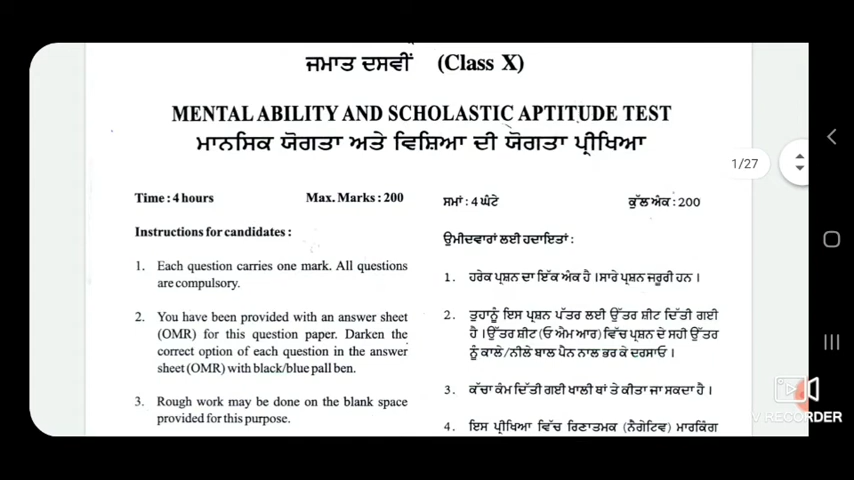 ਜਮਾਤ ਦਸਵੀਂ (Class X)
MENTAL ABILITY AND SCHOLASTIC APTITUDE TEST
ਮਾਨਸਿਕ ਯੋਗਤਾ ਅਤੇ ਵਿਸ਼ਿਆ ਦੀ ਯੋਗਤਾ ਪ੍ਰੀਖਿਆ
1/27
Time : 4 hours Max. Marks : 200
Instructions for candidates :
1. Each question carries one mark. All questions
are compulsory.
2. You have been provided with an answer sheet
(OMR) for this question paper. Darken the
correct option of each question in the answer
sheet (OMR) with black/blue pall ben.
3. Rough work may be done on the blank space
provided for this purpose.
ਸਮਾਂ : 4 ਘੰਟੇ ਕੁੱਲ ਅੰਕ : 200
ਉਮੀਦਵਾਰਾਂ ਲਈ ਹਦਾਇਤਾਂ :
1. ਹਰੇਕ ਪ੍ਰਸ਼ਨ ਦਾ ਇੱਕ ਅੰਕ ਹੈ । ਸਾਰੇ ਪ੍ਰਸ਼ਨ ਜਰੂਰੀ ਹਨ ।
2. ਤੁਹਾਨੂੰ ਇਸ ਪ੍ਰਸ਼ਨ ਪੱਤਰ ਲਈ ਉੱਤਰ ਸ਼ੀਟ ਦਿੱਤੀ ਗਈ
ਹੈ । ਉੱਤਰ ਸ਼ੀਟ (ਓ ਐਮ ਆਰ) ਵਿੱਚ ਪ੍ਰਸ਼ਨ ਦੇ ਸਹੀ ਉੱਤਰ
ਨੂੰ ਕਾਲੇ/ਨੀਲੇ ਬਾਲ ਪੈਨ ਨਾਲ ਭਰ ਕੇ ਦਰਸਾਓ ।
3. ਕੱਚਾ ਕੰਮ ਦਿੱਤੀ ਗਈ ਖਾਲੀ ਥਾਂ ਤੇ ਕੀਤਾ ਜਾ ਸਕਦਾ ਹੈ ।
4. ਇਸ ਪ੍ਰੀਖਿਆ ਵਿੱਚ ਰਿਣਾਤਮਕ (ਨੈਗੇਟਿਵ) ਮਾਰਕਿੰਗ
V RECORDER